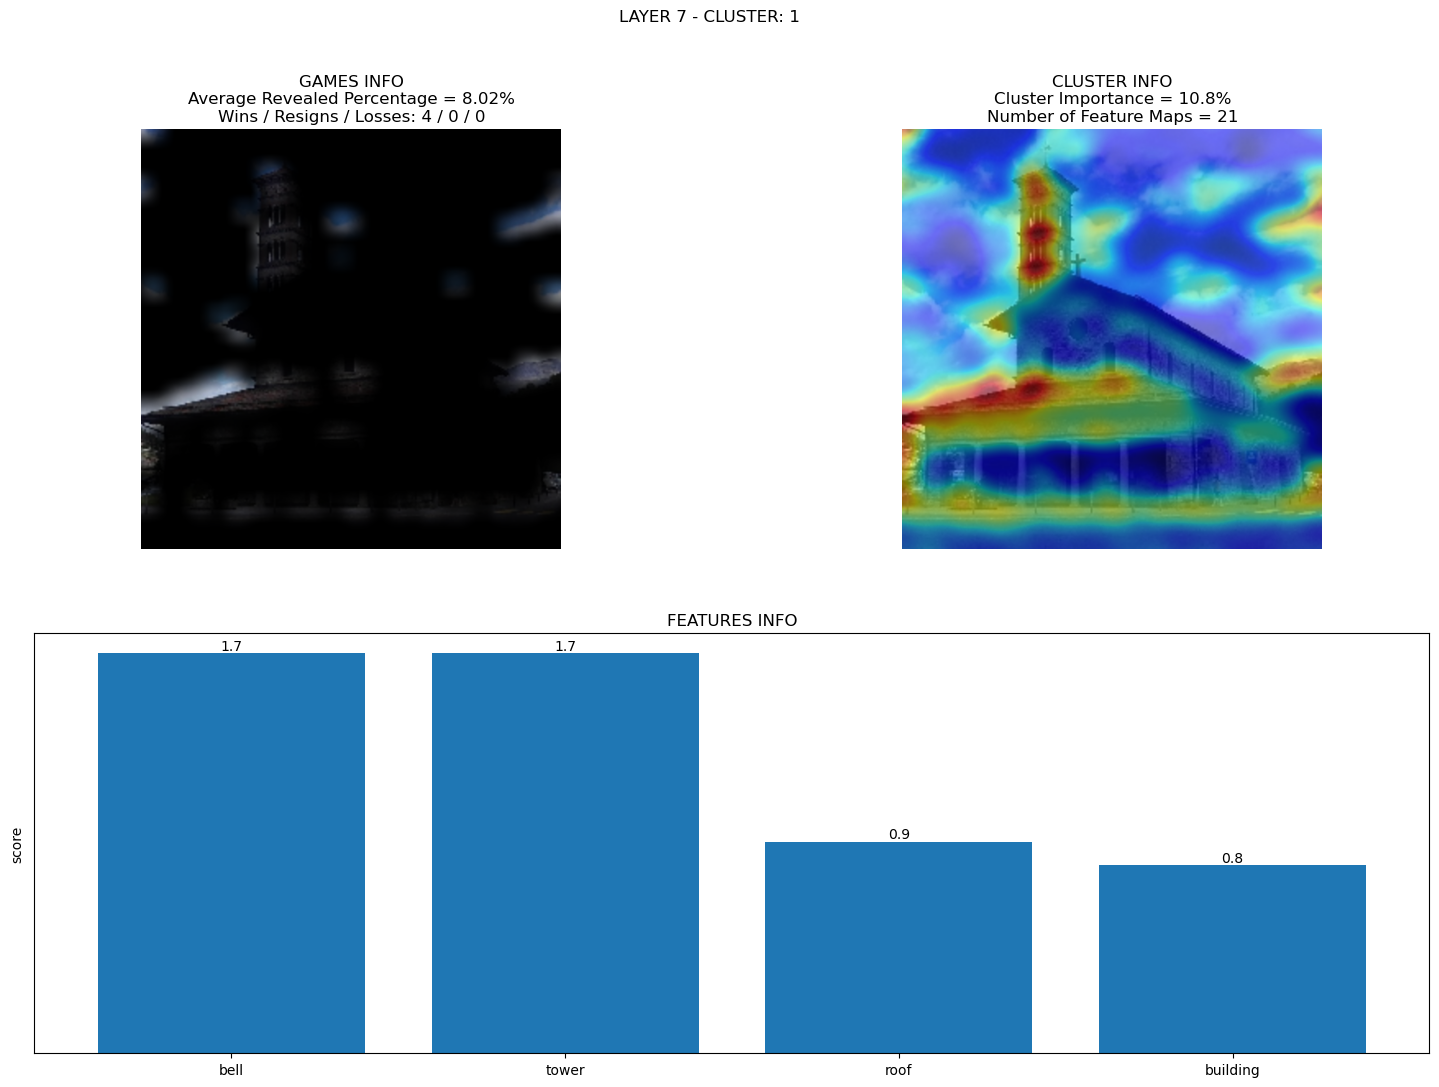 LAYER 7 - CLUSTER: 1
GAMES INFO
Average Revealed Percentage = 8.02%
Wins / Resigns / Losses: 4 / 0 / 0
CLUSTER INFO
Cluster Importance = 10.8%
Number of Feature Maps = 21
FEATURES INFO
score
1.7
1.7
0.9
0.8
bell
tower
roof
building